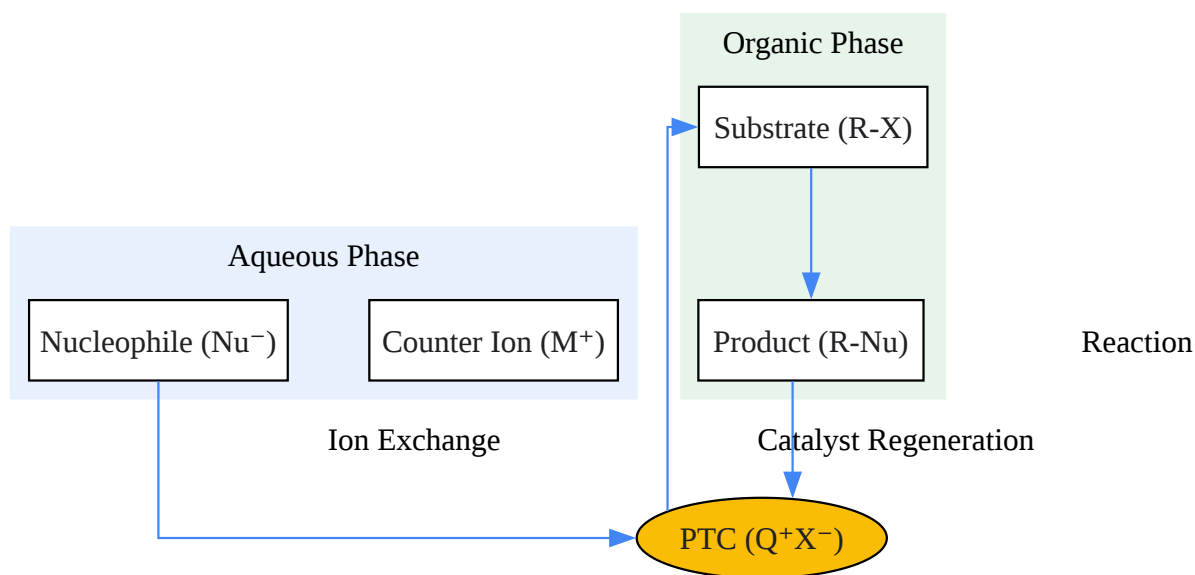 Organic Phase
Substrate (R-X)
Aqueous Phase
Nucleophile (Nu⁻)
Counter Ion (M⁺)
Product (R-Nu)
Reaction
Ion Exchange
Catalyst Regeneration
PTC (Q⁺X⁻)